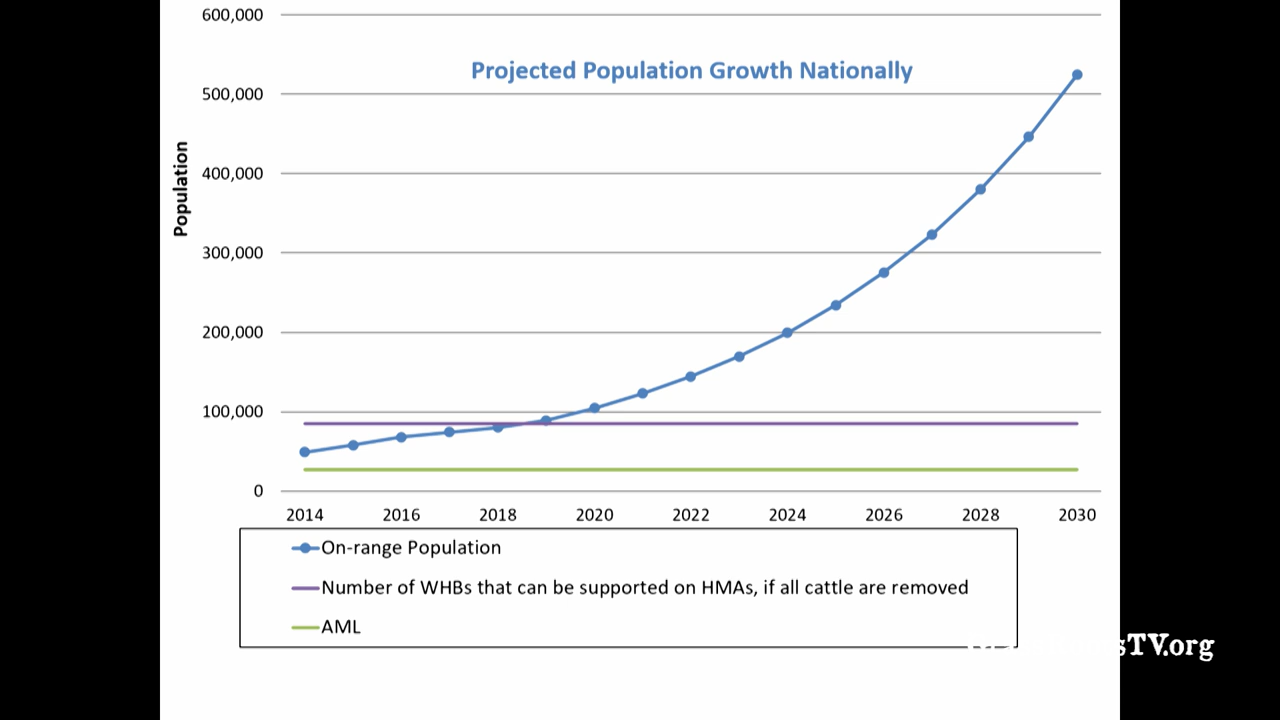 600,000
Projected Population Growth Nationally
500,000
400,000
300,000
200,000
100,000
0
Population
2014 2016 2018 2020 2022 2024 2026 2028 2030
On-range Population
Number of WHBs that can be supported on HMAs, if all cattle are removed
AML
sTV.org